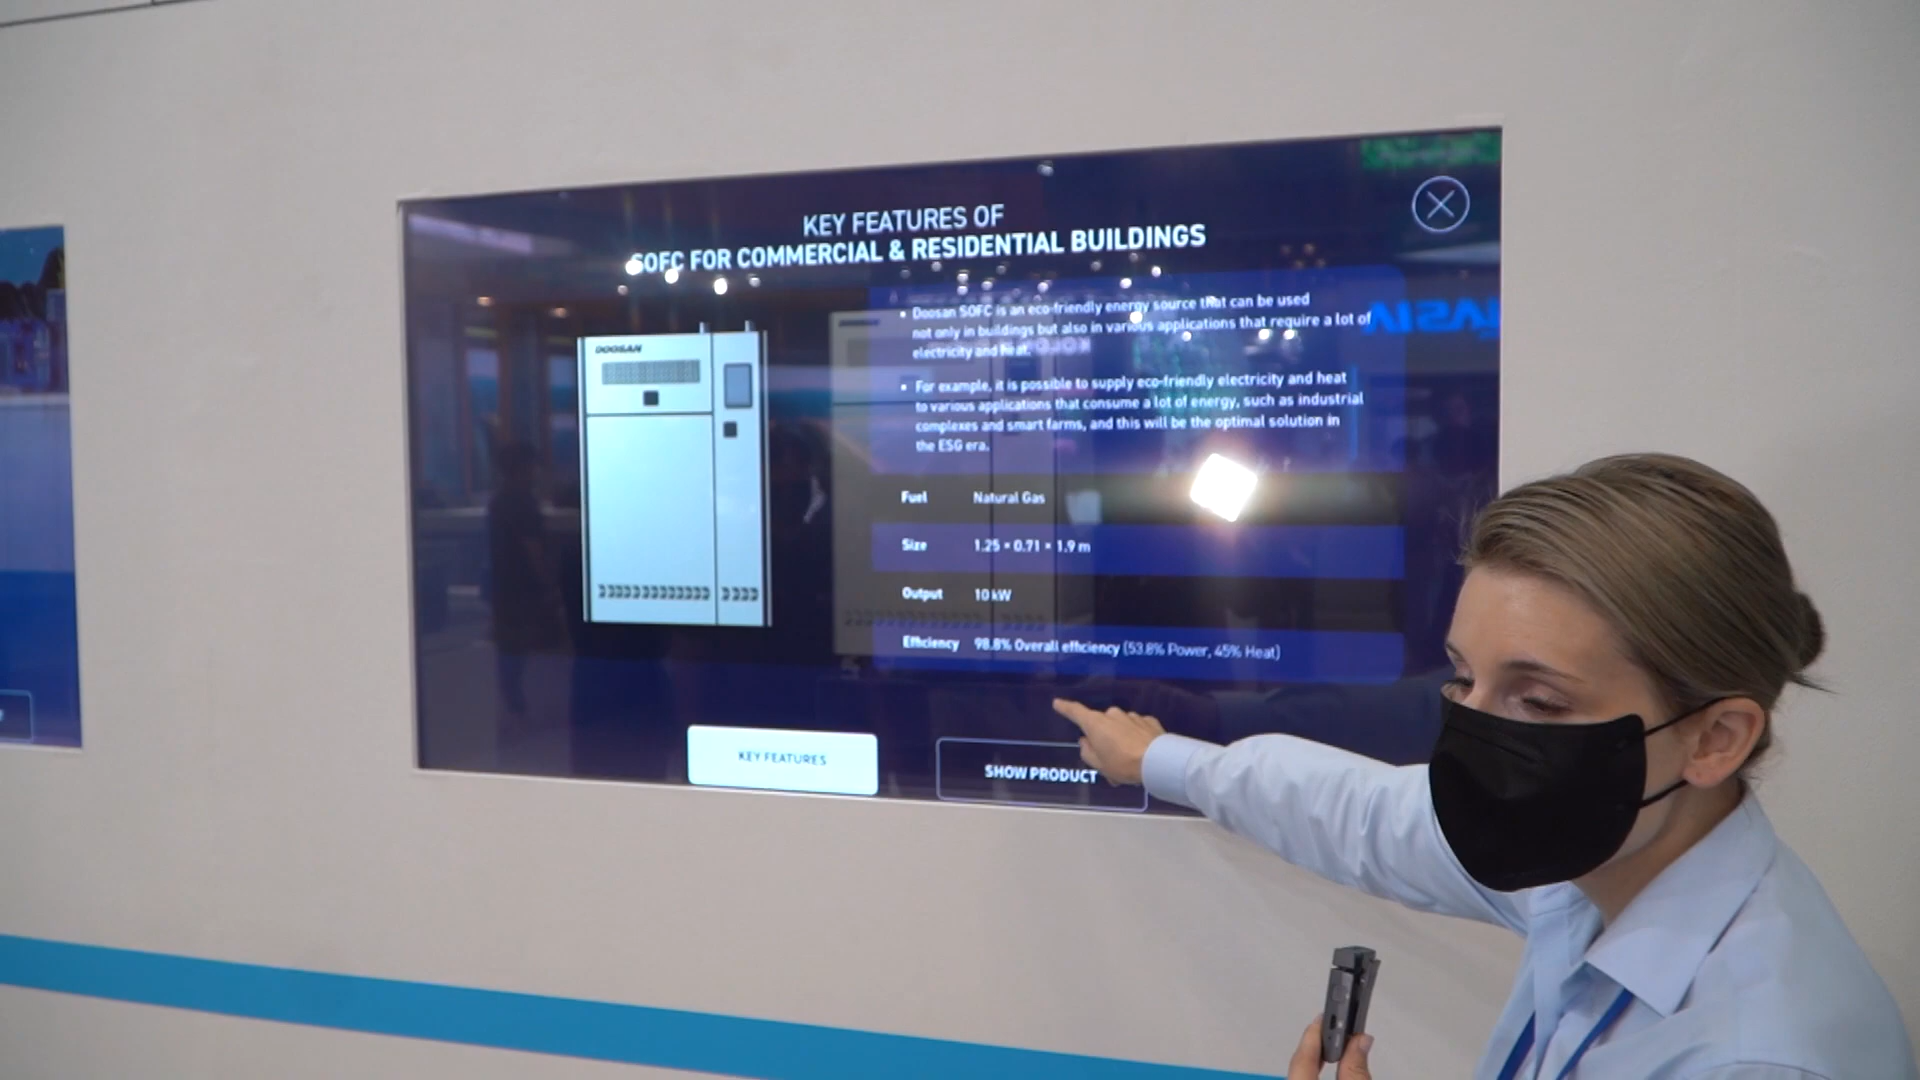 KEY FEATURES OF
SOFC FOR COMMERCIAL & RESIDENTIAL BUILDINGS
DOOSAN
• Doosan SOFC is an eco-friendly energy source that can be used
not only in buildings but also in various applications that require a lot of
electricity and heat.
• For example, it is possible to supply eco-friendly electricity and heat
to various applications that consume a lot of energy, such as industrial
complexes and smart farms, and this will be the optimal solution in
the ESG era.
Fuel Natural Gas
Size 1.25 × 0.71 × 1.9 m
Output 10 kW
Efficiency 98.8% Overall efficiency (53.8% Power, 45% Heat)
KEY FEATURES
SHOW PRODUCT